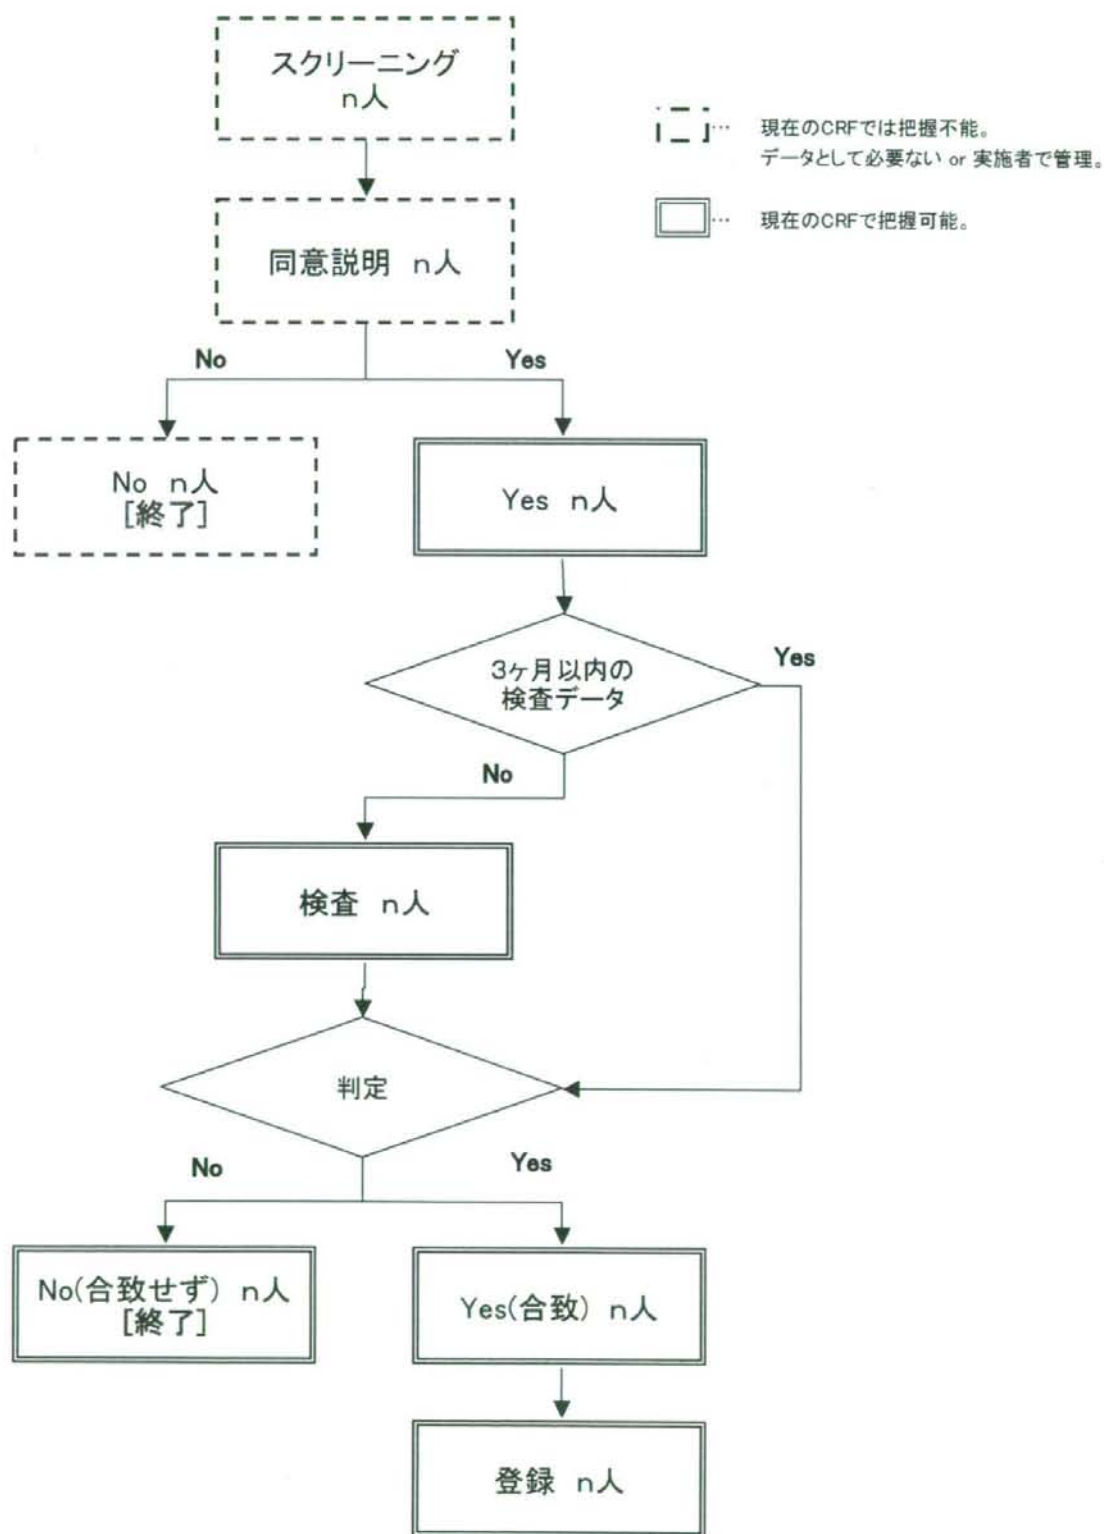 スクリーニング
n人
… 現在のCRFでは把握不能。
データとして必要ない or 実施者で管理。
… 現在のCRFで把握可能。
同意説明 n人
No
Yes
No n人
[終了]
Yes n人
3ヶ月以内の
検査データ
Yes
No
検査 n人
判定
No
Yes
No(合致せず) n人
[終了]
Yes(合致) n人
登録 n人